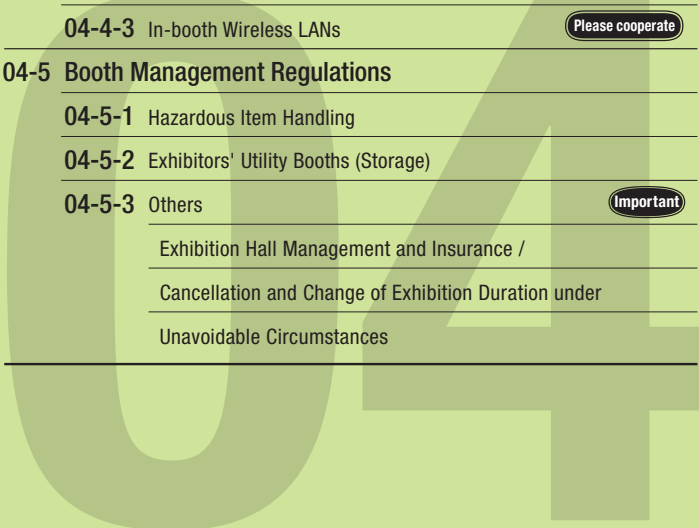 04-4-3 In-booth Wireless LANs Please cooperate
04-5 Booth Management Regulations
04-5-1 Hazardous Item Handling
04-5-2 Exhibitors' Utility Booths (Storage)
04-5-3 Others Important
Exhibition Hall Management and Insurance /
Cancellation and Change of Exhibition Duration under
Unavoidable Circumstances
04